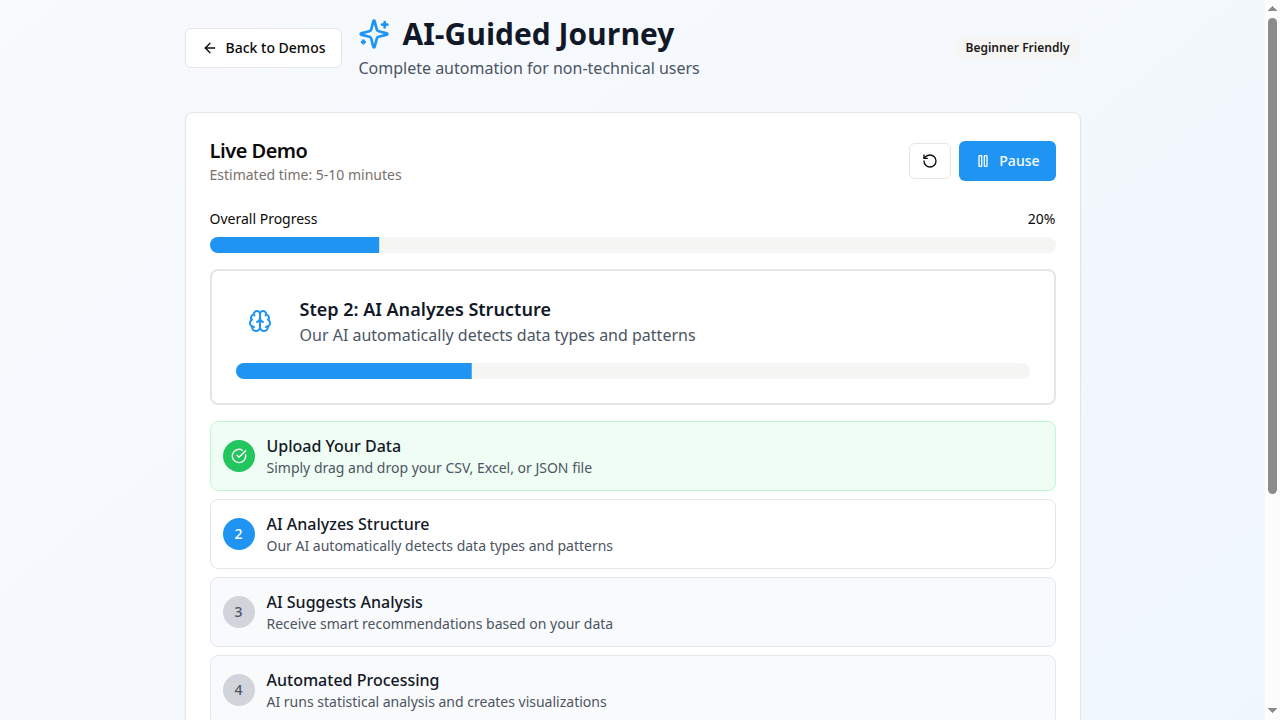 Back to Demos
AI-Guided Journey
Complete automation for non-technical users
Beginner Friendly
Live Demo
Estimated time: 5-10 minutes
Pause
Overall Progress
20%
Step 2: AI Analyzes Structure
Our AI automatically detects data types and patterns
Upload Your Data
Simply drag and drop your CSV, Excel, or JSON file
2
AI Analyzes Structure
Our AI automatically detects data types and patterns
3
AI Suggests Analysis
Receive smart recommendations based on your data
4
Automated Processing
AI runs statistical analysis and creates visualizations